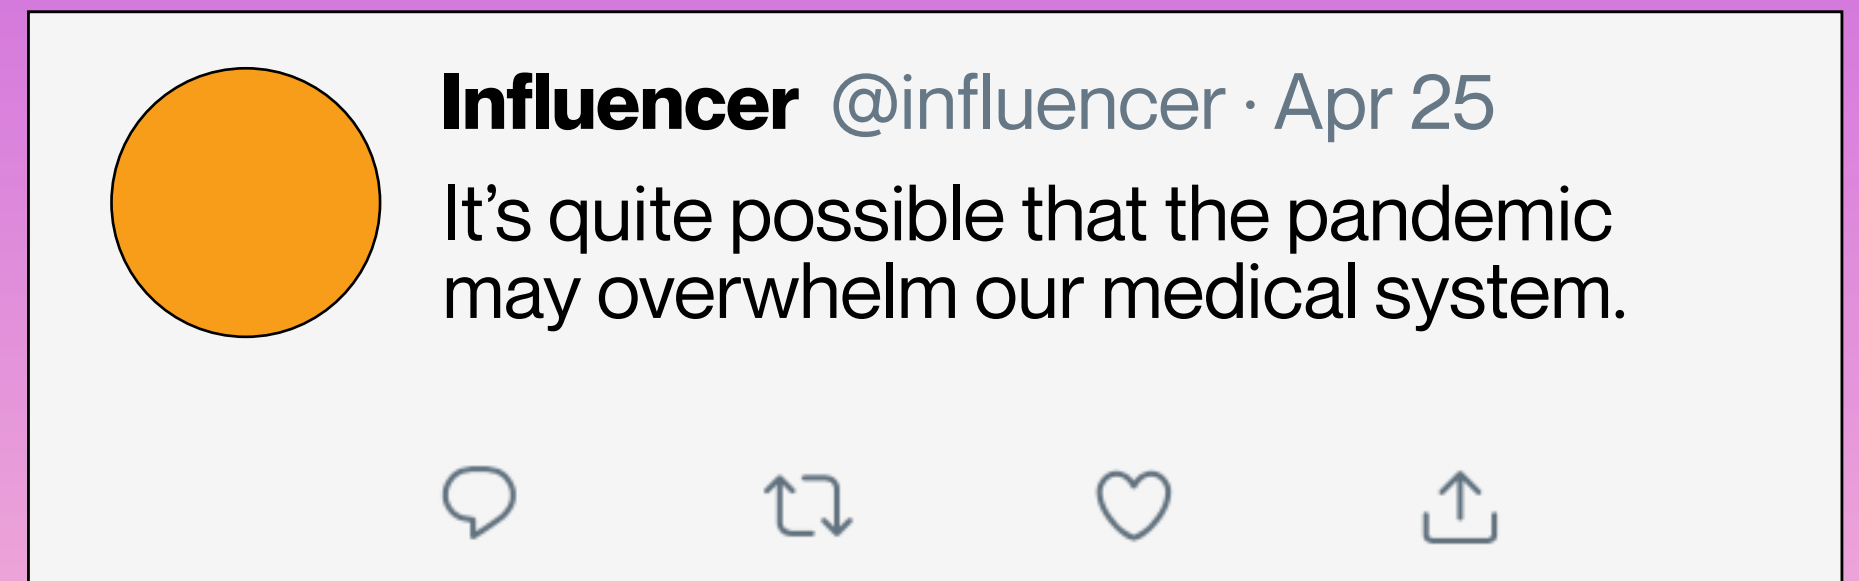 Influencer @influencer · Apr 25
It’s quite possible that the pandemic
may overwhelm our medical system.